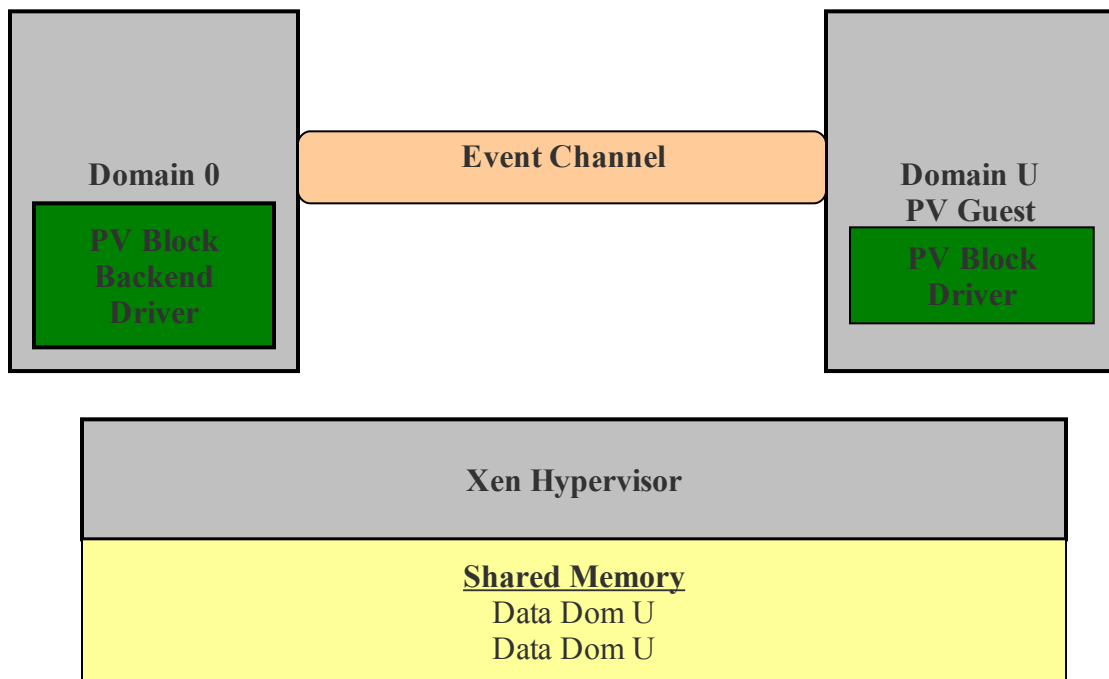 Domain 0
PV Block
Backend
Driver
Event Channel
Domain U
PV Guest
PV Block
Driver
Xen Hypervisor
Shared Memory
Data Dom U
Data Dom U